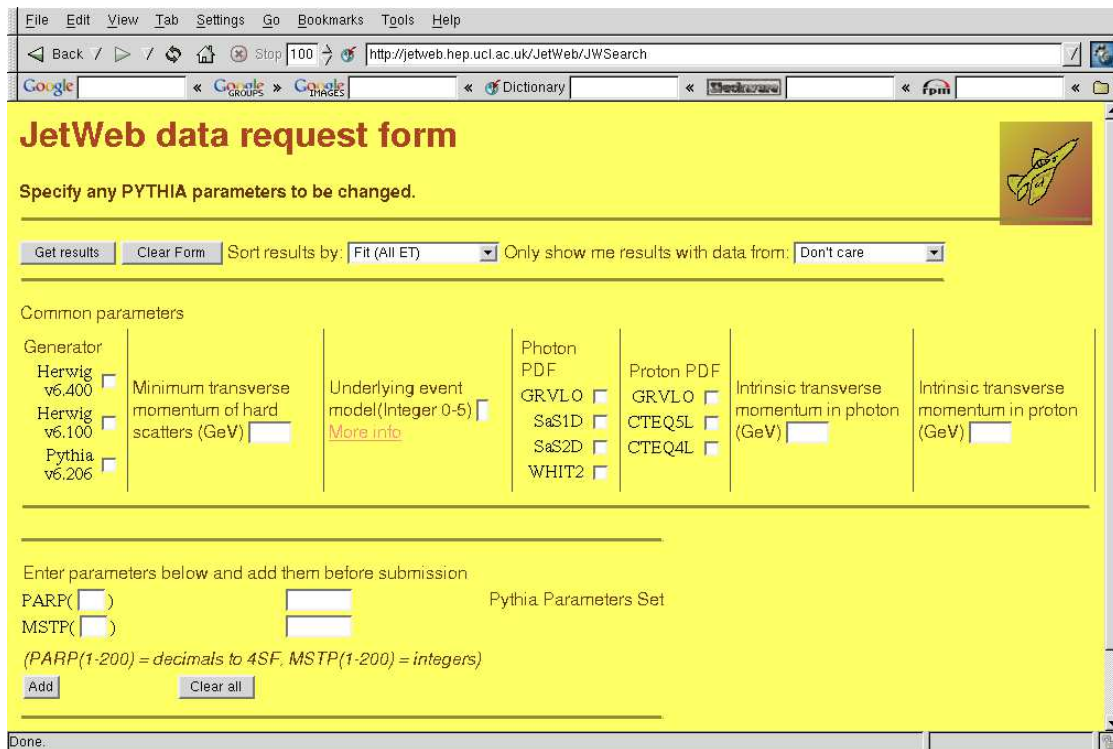 File Edit View Tab Settings Go Bookmarks Tools Help
Back Stop 100 http://jetweb.hep.ucl.ac.uk/JetWeb/JWSearch
Google « Google GROUPS » Google IMAGES « Dictionary « « rpm «
JetWeb data request form
Specify any PYTHIA parameters to be changed.
Get results Clear Form Sort results by: Fit (All ET) Only show me results with data from: Don't care
Common parameters
Generator
Herwig
v6.400
Herwig
v6.100
Pythia
v6.206
Minimum transverse
momentum of hard
scatters (GeV)
Underlying event
model(Integer 0-5)
More info
Photon
PDF
GRVLO
SaS1D
SaS2D
WHIT2
Proton PDF
GRVLO
CTEQ5L
CTEQ4L
Intrinsic transverse
momentum in photon
(GeV)
Intrinsic transverse
momentum in proton
(GeV)
Enter parameters below and add them before submission
PARP( ) Pythia Parameters Set
MSTP( )
(PARP(1-200) = decimals to 4SF, MSTP(1-200) = integers)
Add Clear all
Done.